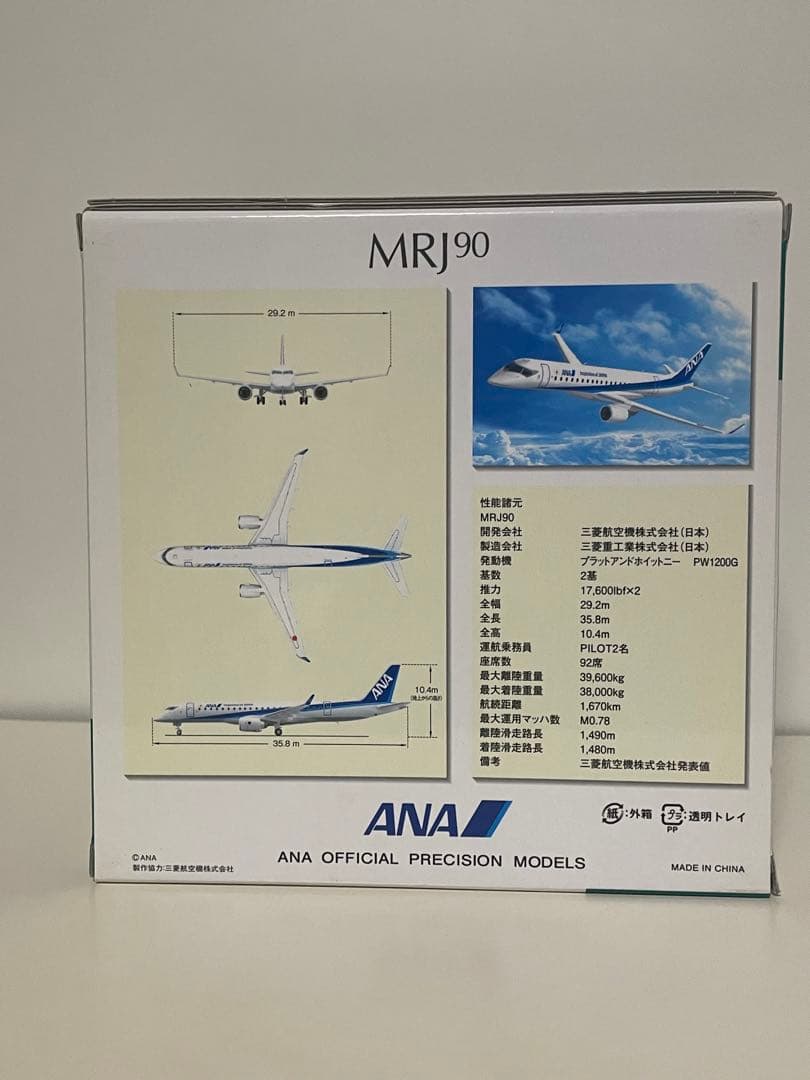 MRJ90
29.2 m
10.4m
(地上からの高さ)
35.8 m
ANA
ANA
ANA
Inspiration of JAPAN
ANA
性能諸元
MRJ90
開発会社 三菱航空機株式会社(日本)
製造会社 三菱重工業株式会社(日本)
発動機 プラットアンドホイットニー PW1200G
基数 2基
推力 17,600lbf×2
全幅 29.2m
全長 35.8m
全高 10.4m
運航乗務員 PILOT2名
座席数 92席
最大離陸重量 39,600kg
最大着陸重量 38,000kg
航続距離 1,670km
最大運用マッハ数 M0.78
離陸滑走路長 1,490m
着陸滑走路長 1,480m
備考 三菱航空機株式会社発表値
ANA
紙:外箱 プラ:透明トレイ
PP
ANA OFFICIAL PRECISION MODELS
©ANA
製作協力:三菱航空機株式会社
MADE IN CHINA